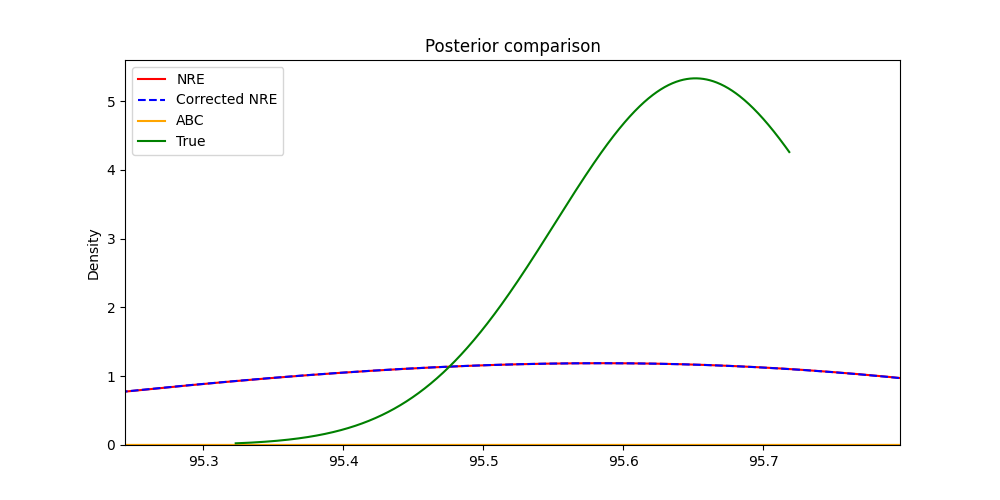 Posterior comparison
NRE
Corrected NRE
ABC
True
Density
5
4
3
2
1
0
95.3 95.4 95.5 95.6 95.7